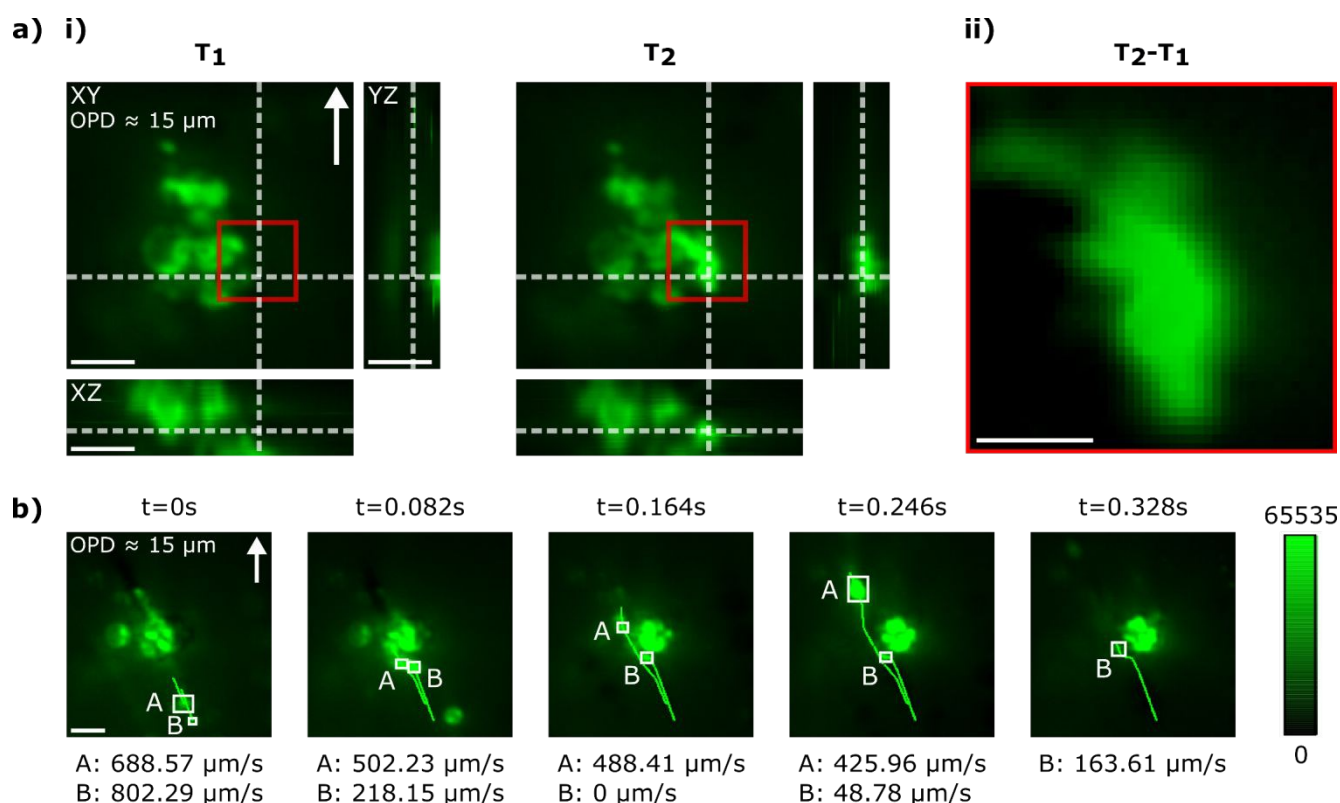 a) i)
T1
T2
ii)
T2-T1
XY
OPD ≈ 15 µm
YZ
XZ
b)
t=0s
t=0.082s
t=0.164s
t=0.246s
t=0.328s
65535
OPD ≈ 15 µm
A
B
A
B
A
B
A
B
B
0
A: 688.57 µm/s
B: 802.29 µm/s
A: 502.23 µm/s
B: 218.15 µm/s
A: 488.41 µm/s
B: 0 µm/s
A: 425.96 µm/s
B: 48.78 µm/s
B: 163.61 µm/s